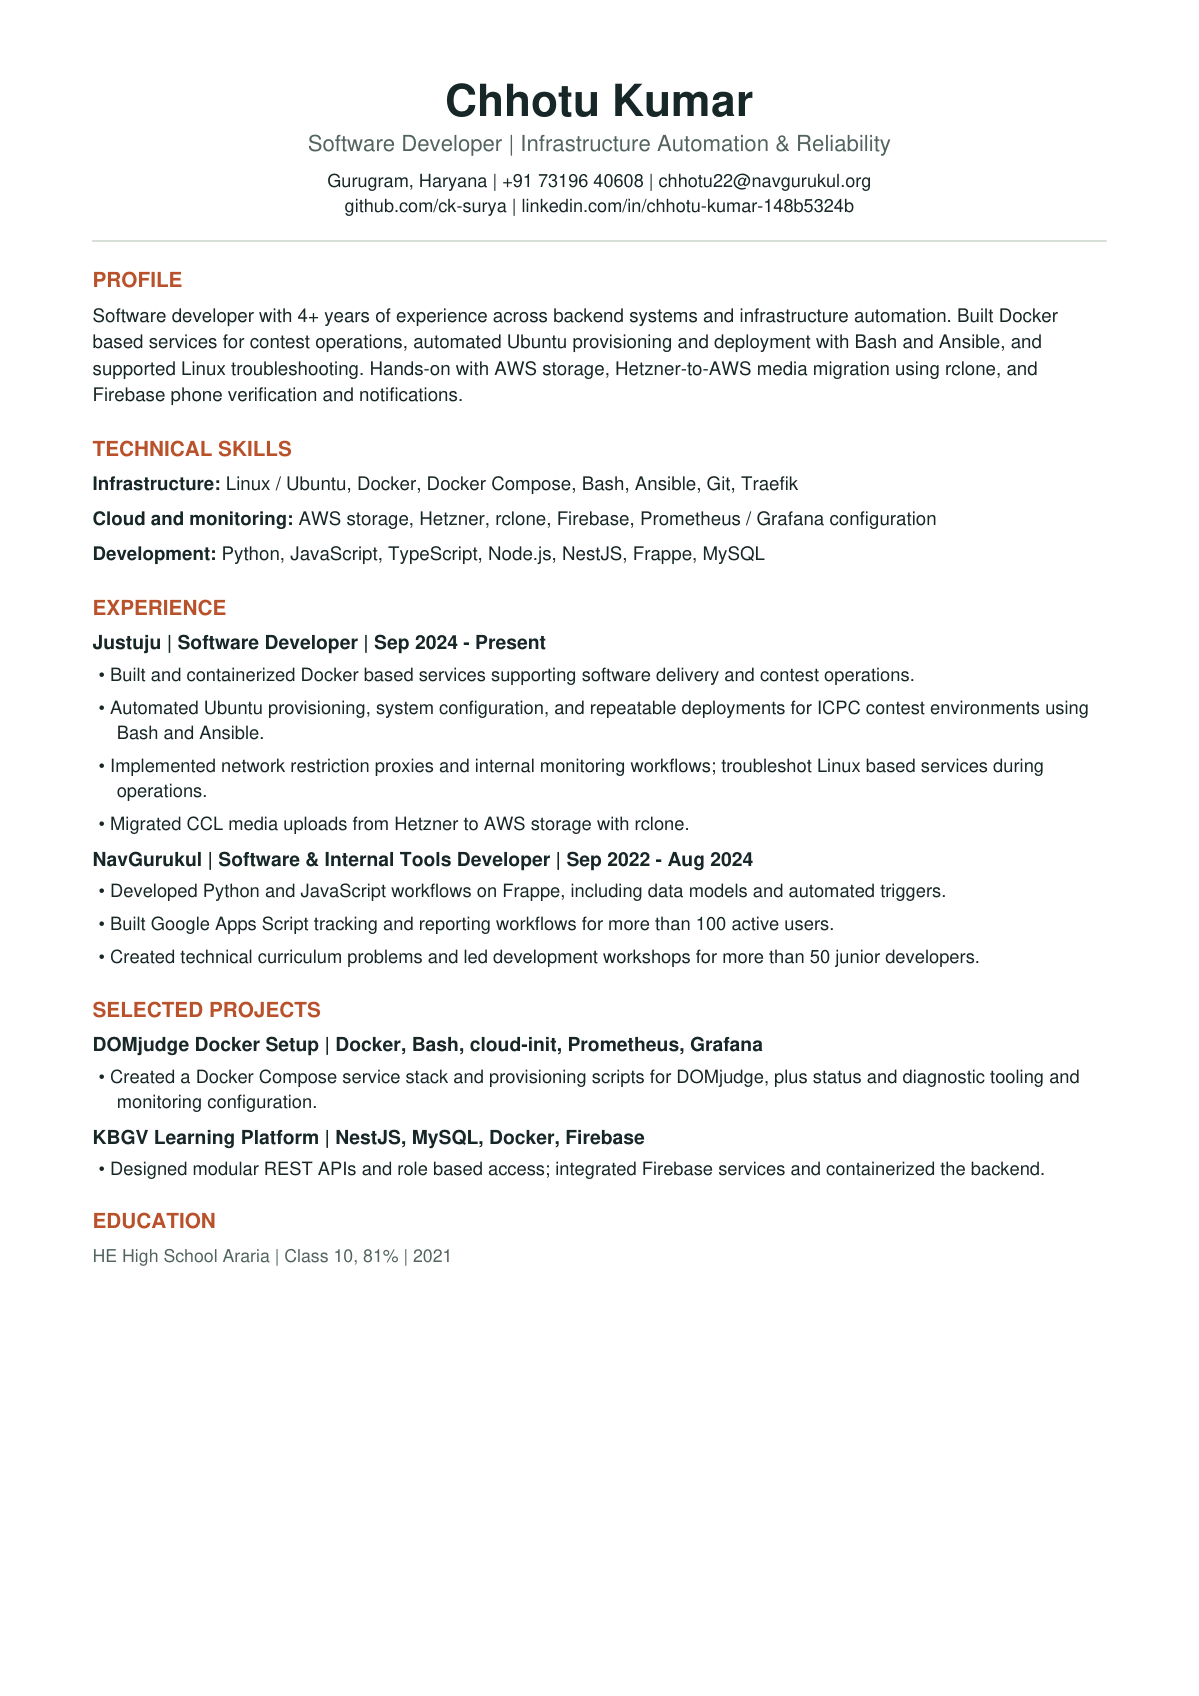 Chhotu Kumar
Software Developer | Infrastructure Automation & Reliability
Gurugram, Haryana | +91 73196 40608 | chhotu22@navgurukul.org
github.com/ck-surya | linkedin.com/in/chhotu-kumar-148b5324b
PROFILE
Software developer with 4+ years of experience across backend systems and infrastructure automation. Built Docker
based services for contest operations, automated Ubuntu provisioning and deployment with Bash and Ansible, and
supported Linux troubleshooting. Hands-on with AWS storage, Hetzner-to-AWS media migration using rclone, and
Firebase phone verification and notifications.
TECHNICAL SKILLS
Infrastructure: Linux / Ubuntu, Docker, Docker Compose, Bash, Ansible, Git, Traefik
Cloud and monitoring: AWS storage, Hetzner, rclone, Firebase, Prometheus / Grafana configuration
Development: Python, JavaScript, TypeScript, Node.js, NestJS, Frappe, MySQL
EXPERIENCE
Justuju | Software Developer | Sep 2024 - Present
• Built and containerized Docker based services supporting software delivery and contest operations.
• Automated Ubuntu provisioning, system configuration, and repeatable deployments for ICPC contest environments using
Bash and Ansible.
• Implemented network restriction proxies and internal monitoring workflows; troubleshot Linux based services during
operations.
• Migrated CCL media uploads from Hetzner to AWS storage with rclone.
NavGurukul | Software & Internal Tools Developer | Sep 2022 - Aug 2024
• Developed Python and JavaScript workflows on Frappe, including data models and automated triggers.
• Built Google Apps Script tracking and reporting workflows for more than 100 active users.
• Created technical curriculum problems and led development workshops for more than 50 junior developers.
SELECTED PROJECTS
DOMjudge Docker Setup | Docker, Bash, cloud-init, Prometheus, Grafana
• Created a Docker Compose service stack and provisioning scripts for DOMjudge, plus status and diagnostic tooling and
monitoring configuration.
KBGV Learning Platform | NestJS, MySQL, Docker, Firebase
• Designed modular REST APIs and role based access; integrated Firebase services and containerized the backend.
EDUCATION
HE High School Araria | Class 10, 81% | 2021